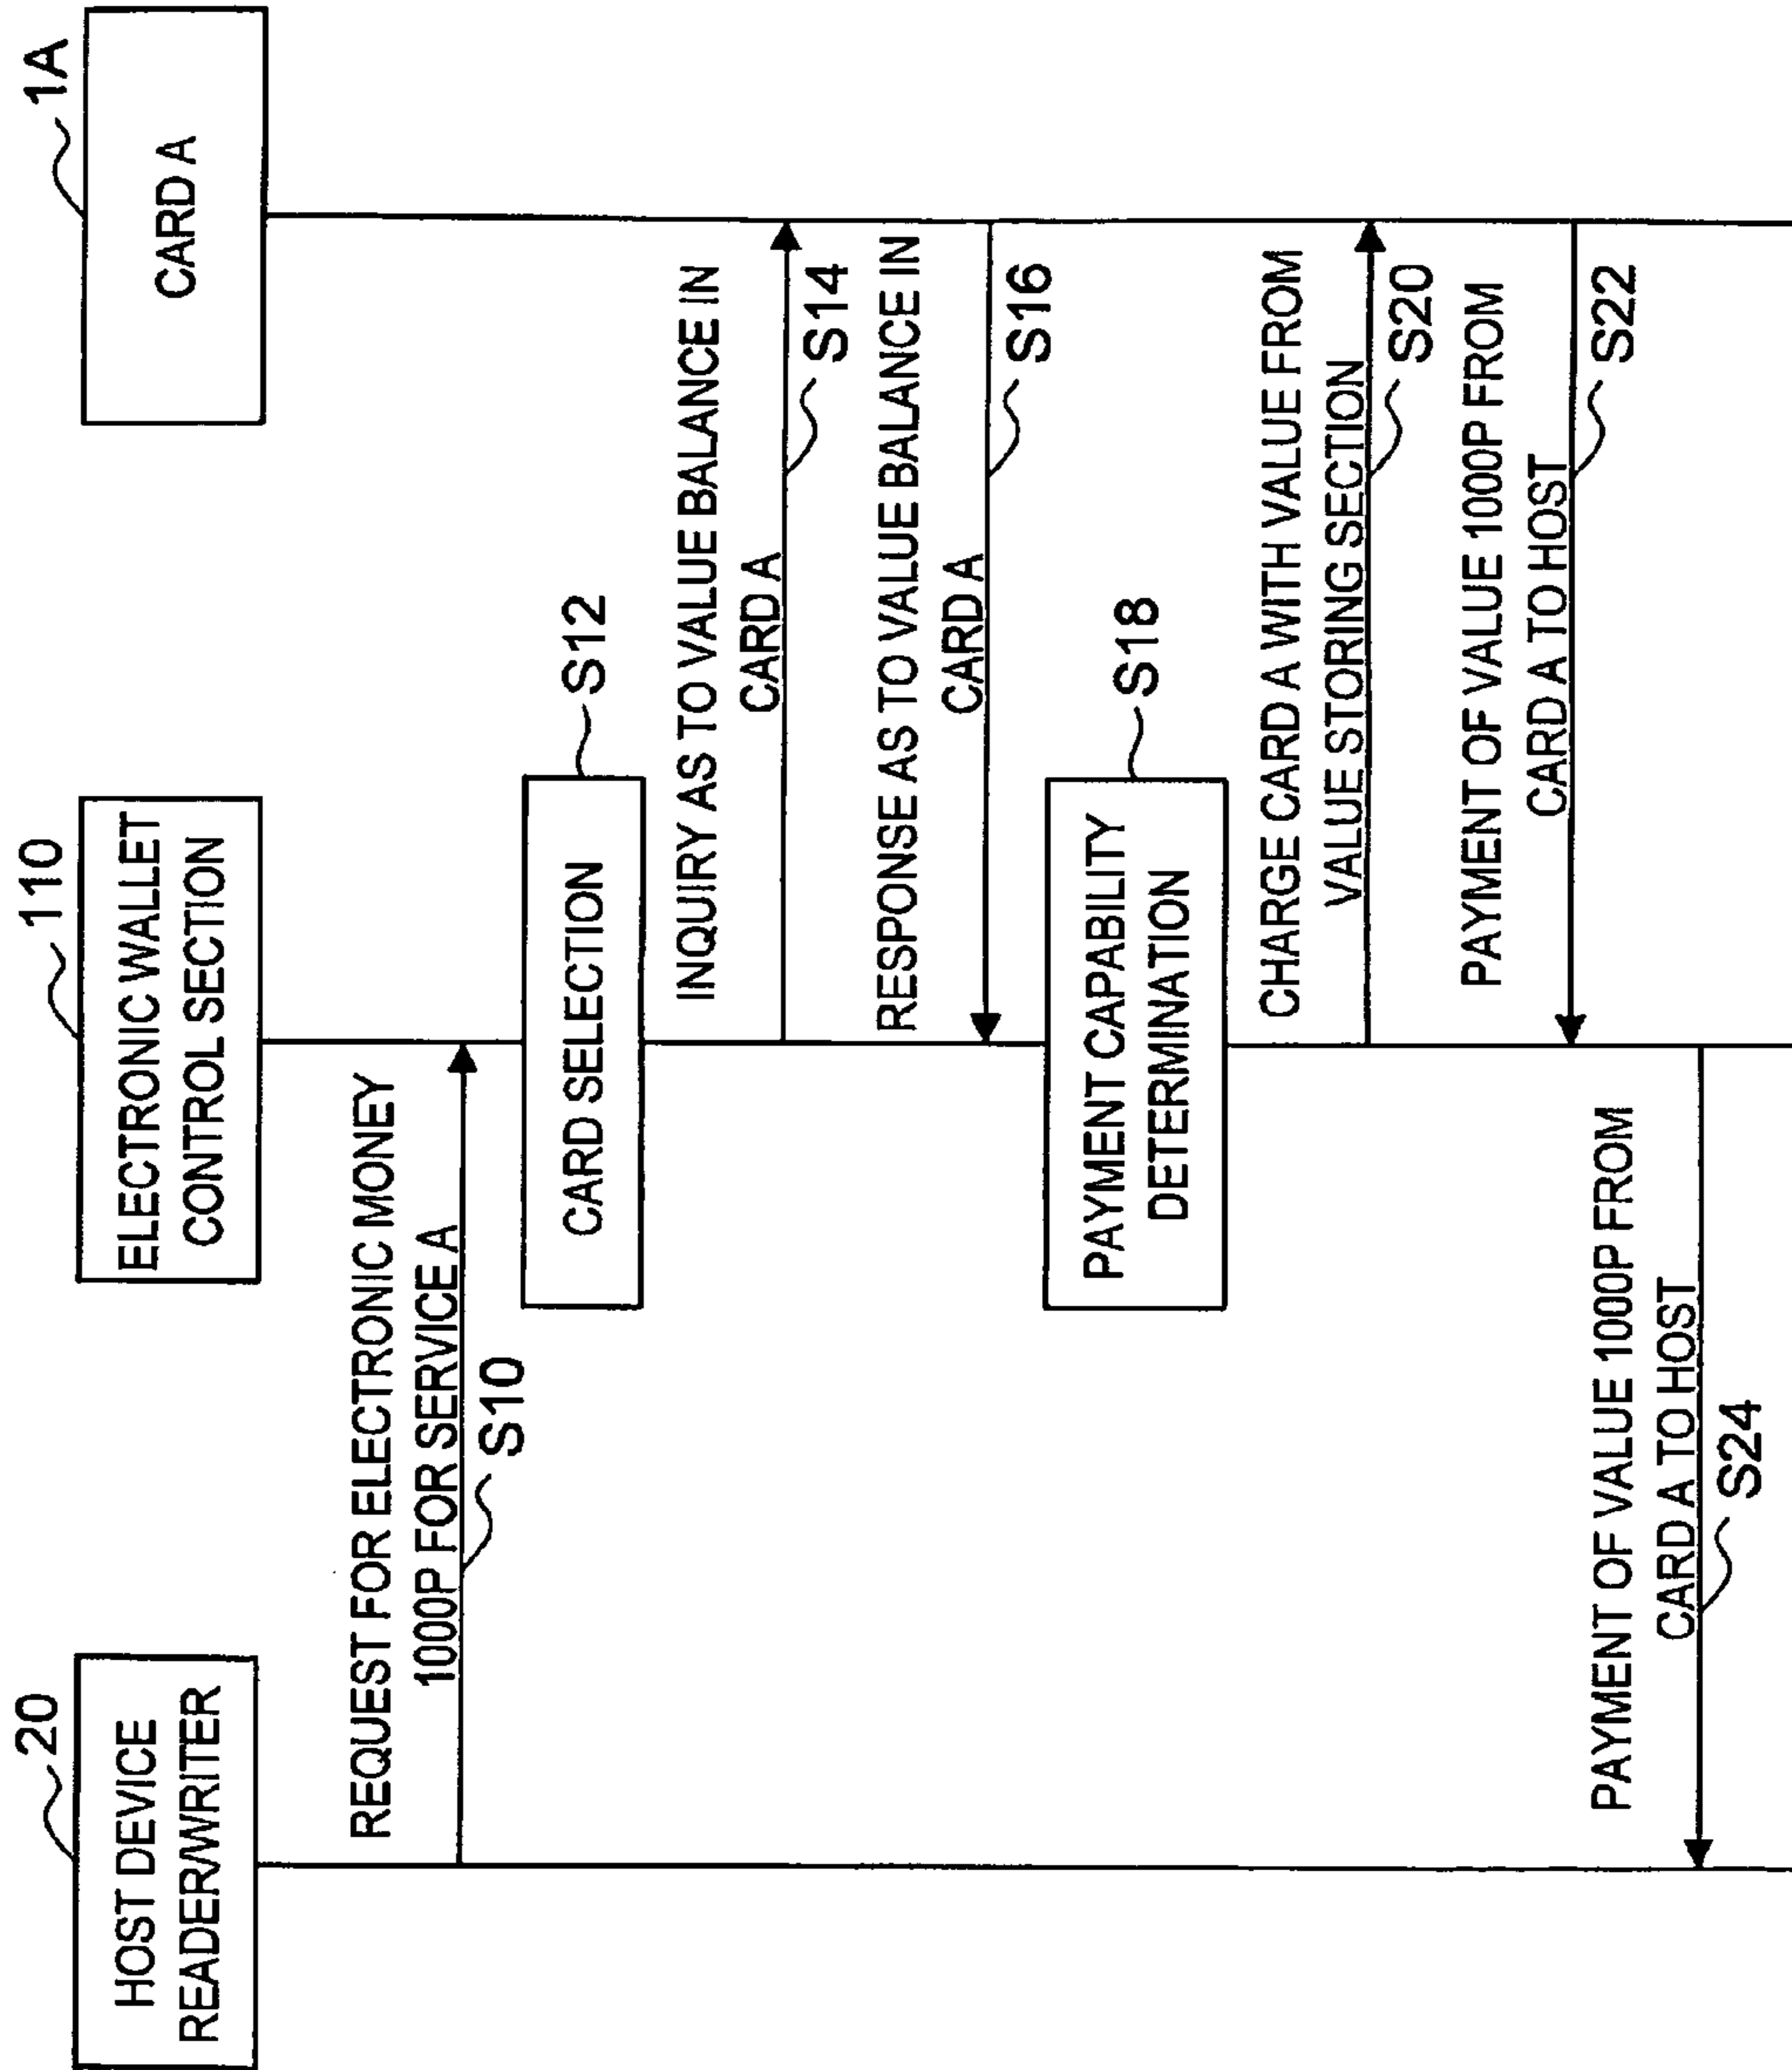 20
HOST DEVICE
READER/WRITER
110
ELECTRONIC WALLET
CONTROL SECTION
1A
CARD A
REQUEST FOR ELECTRONIC MONEY
1000P FOR SERVICE A
S10
CARD SELECTION
S12
INQUIRY AS TO VALUE BALANCE IN
CARD A
S14
RESPONSE AS TO VALUE BALANCE IN
CARD A
S16
PAYMENT CAPABILITY
DETERMINATION
S18
CHARGE CARD A WITH VALUE FROM
VALUE STORING SECTION
S20
PAYMENT OF VALUE 1000P FROM
CARD A TO HOST
S22
PAYMENT OF VALUE 1000P FROM
CARD A TO HOST
S24